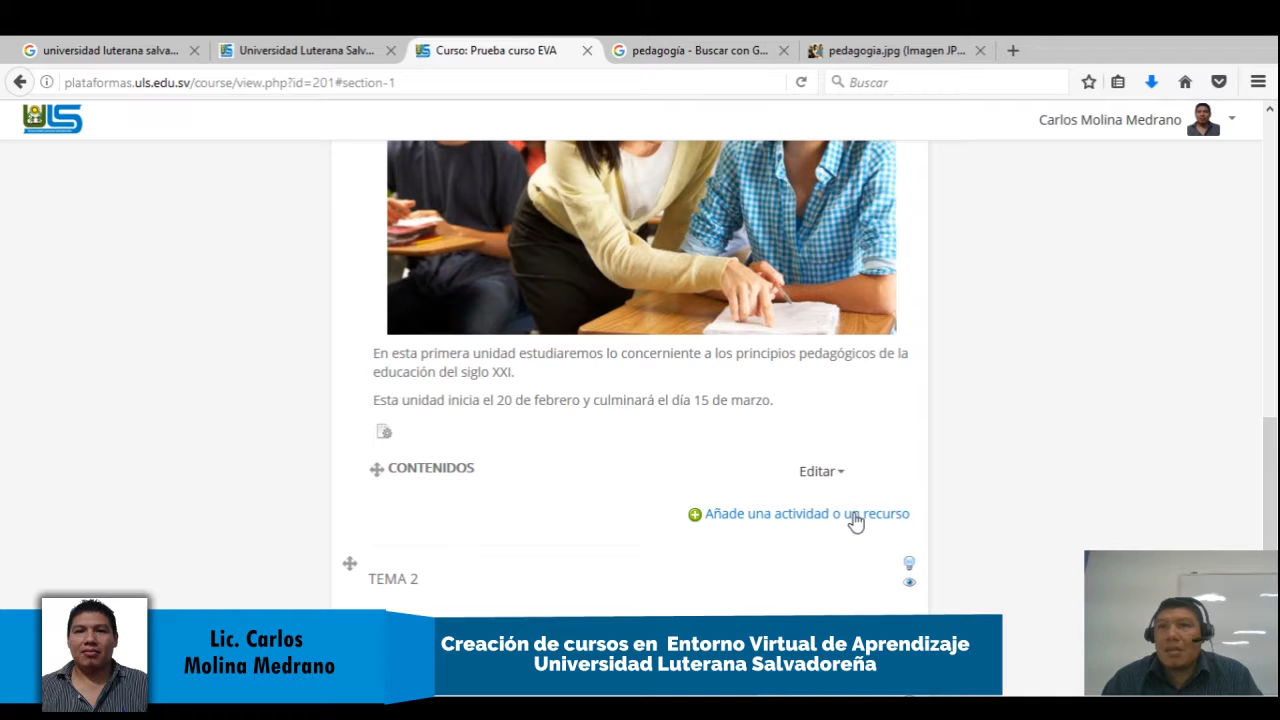 universidad luterana salva...
Universidad Luterana Salv...
Curso: Prueba curso EVA
pedagogía - Buscar con G...
pedagogia.jpg (Imagen JP...
plataformas.uls.edu.sv/course/view.php?id=201#section-1
Buscar
ULS
Carlos Molina Medrano
En esta primera unidad estudiaremos lo concerniente a los principios pedagógicos de la
educación del siglo XXI.
Esta unidad inicia el 20 de febrero y culminará el día 15 de marzo.
CONTENIDOS
Editar
Añade una actividad o un recurso
TEMA 2
Lic. Carlos
Molina Medrano
Creación de cursos en Entorno Virtual de Aprendizaje
Universidad Luterana Salvadoreña